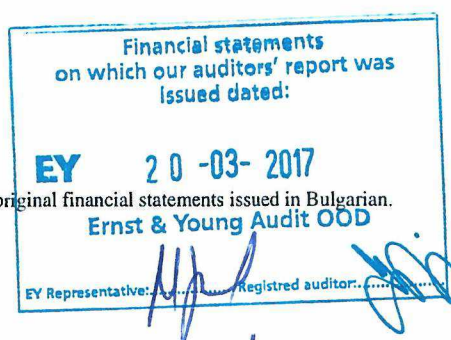 Financial statements
on which our auditors' report was
issued dated:
EY 20 -03- 2017
original financial statements issued in Bulgarian.
Ernst & Young Audit OOD
EY Representative:.......... Registred auditor:..........